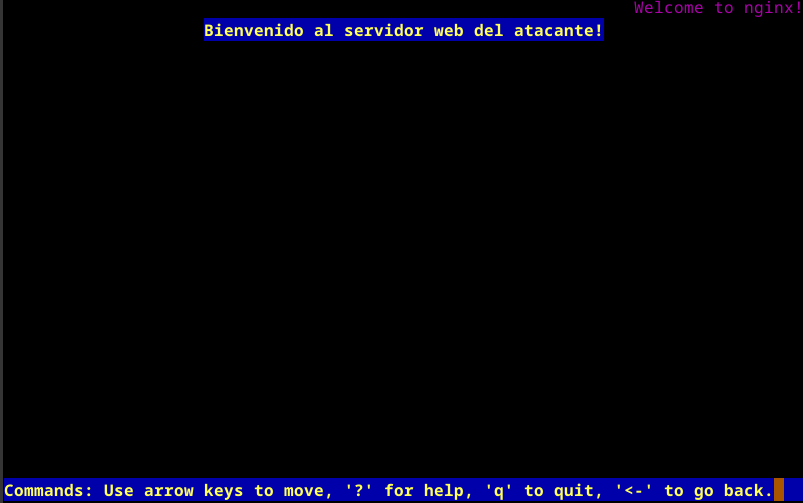 Welcome to nginx!
Bienvenido al servidor web del atacante!
Commands: Use arrow keys to move, '?' for help, 'q' to quit, '<-' to go back.